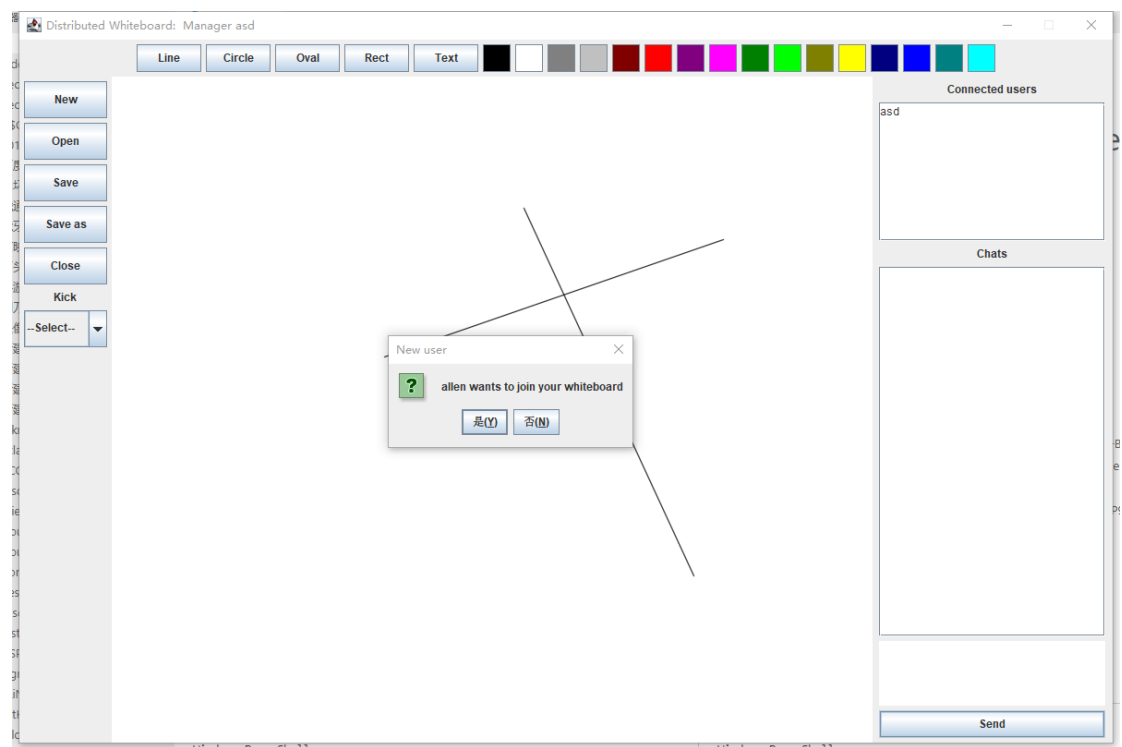 Distributed Whiteboard: Manager asd
Line Circle Oval Rect Text
New
Open
Save
Save as
Close
Kick
--Select--
Connected users
asd
Chats
New user
allen wants to join your whiteboard
是(Y) 否(N)
Send